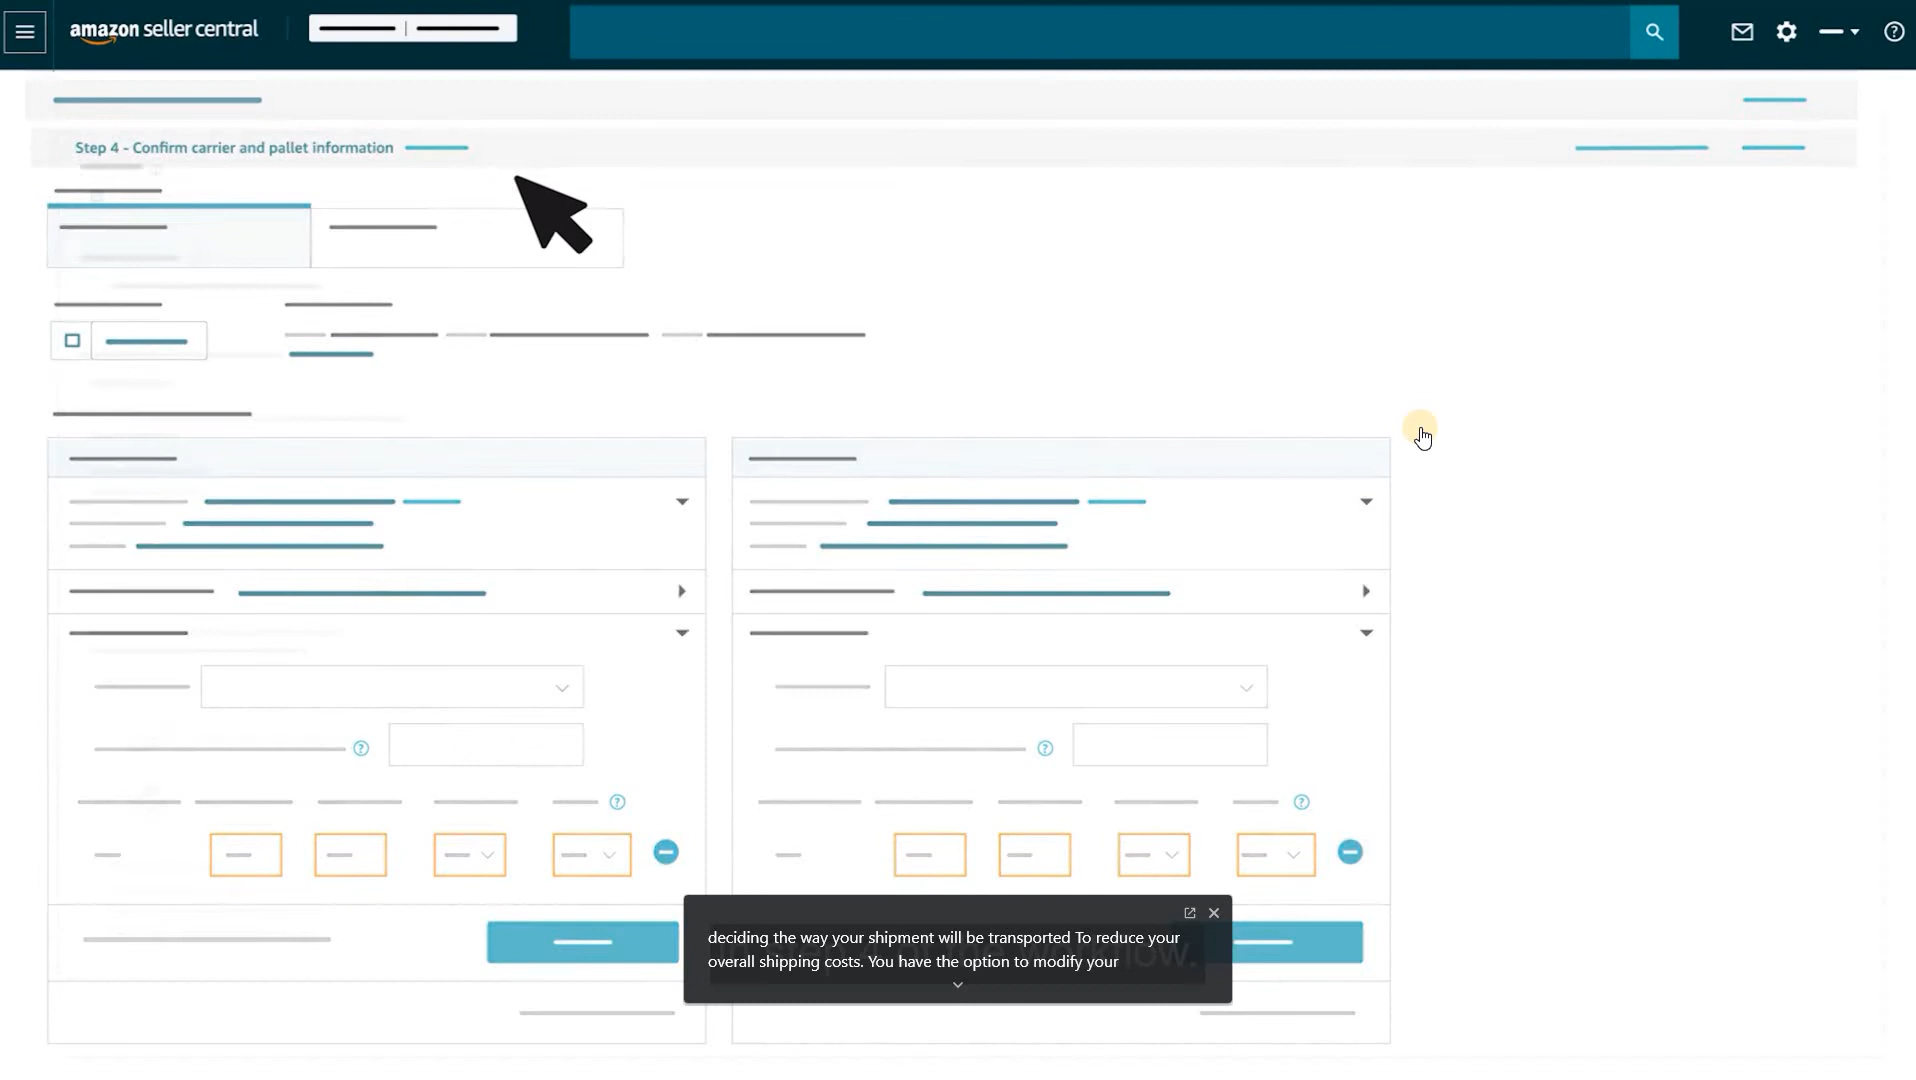 amazon seller central
Step 4 - Confirm carrier and pallet information
deciding the way your shipment will be transported To reduce your
overall shipping costs. You have the option to modify your